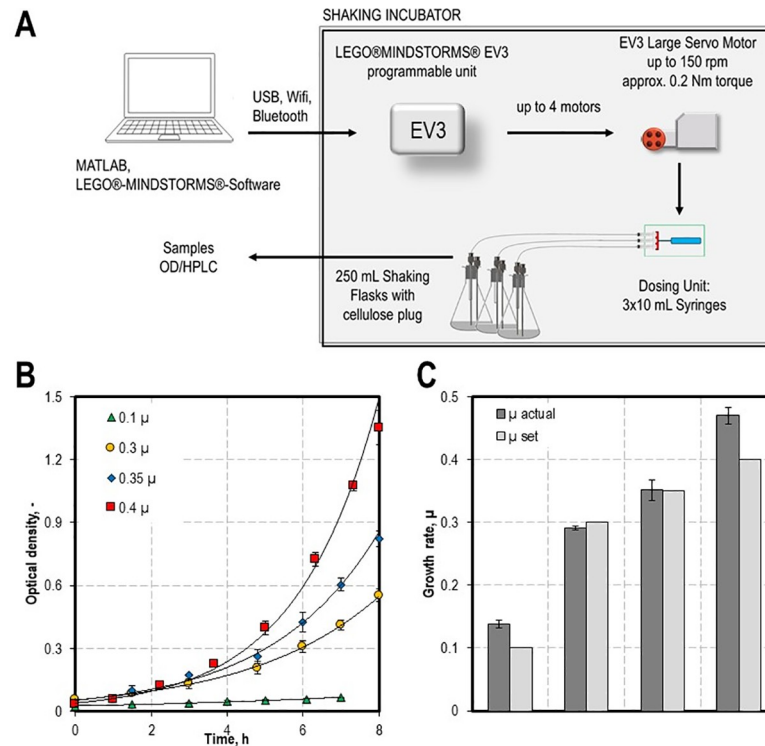 A
SHAKING INCUBATOR
LEGO®MINDSTORMS® EV3
programmable unit
EV3 Large Servo Motor
up to 150 rpm
approx. 0.2 Nm torque
USB, Wifi,
Bluetooth
EV3
up to 4 motors
MATLAB,
LEGO®-MINDSTORMS®-Software
Samples
OD/HPLC
250 mL Shaking
Flasks with
cellulose plug
Dosing Unit:
3x10 mL Syringes
B
1.5
1.2
0.9
0.6
0.3
0
Optical density, -
0.1 µ
0.3 µ
0.35 µ
0.4 µ
0
2
4
6
8
Time, h
C
0.5
0.4
0.3
0.2
0.1
0
Growth rate, µ
µ actual
µ set